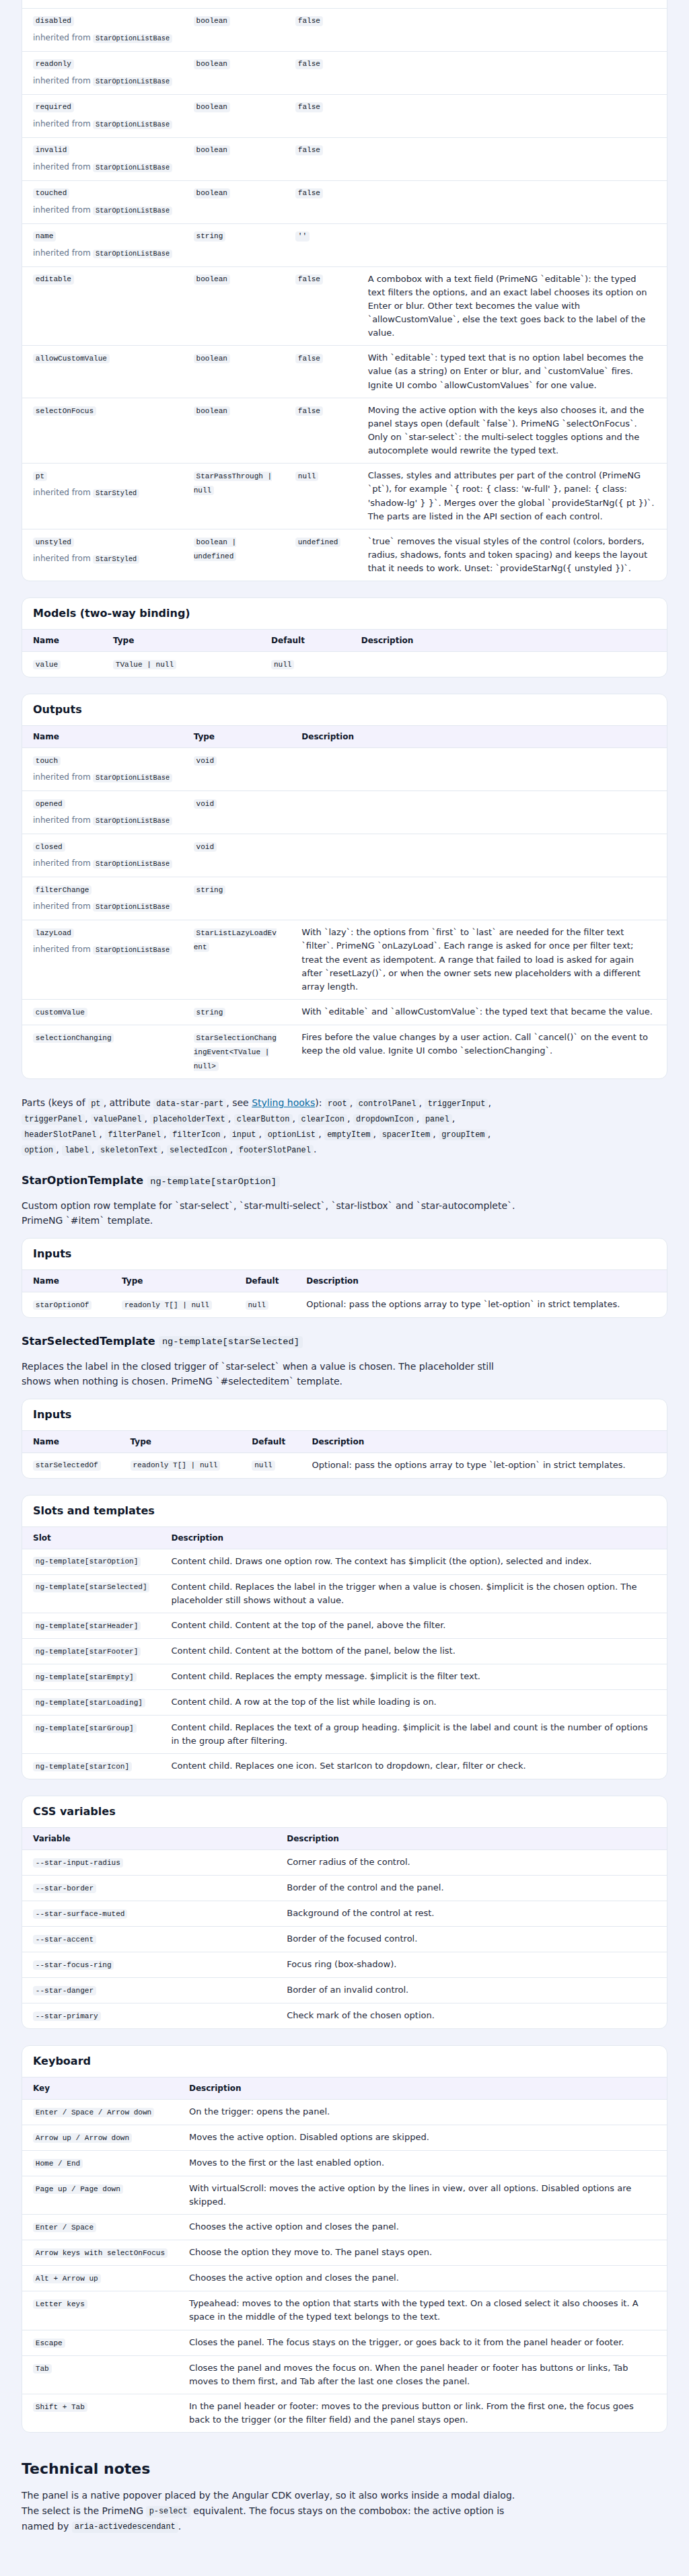 disabled boolean false
inherited from StarOptionListBase
readonly boolean false
inherited from StarOptionListBase
required boolean false
inherited from StarOptionListBase
invalid boolean false
inherited from StarOptionListBase
touched boolean false
inherited from StarOptionListBase
name string ''
inherited from StarOptionListBase
editable boolean false A combobox with a text field (PrimeNG `editable`): the typed
text filters the options, and an exact label chooses its option on
Enter or blur. Other text becomes the value with
`allowCustomValue`, else the text goes back to the label of the
value.
allowCustomValue boolean false With `editable`: typed text that is no option label becomes the
value (as a string) on Enter or blur, and `customValue` fires.
Ignite UI combo `allowCustomValues` for one value.
selectOnFocus boolean false Moving the active option with the keys also chooses it, and the
panel stays open (default `false`). PrimeNG `selectOnFocus`.
Only on `star-select`: the multi-select toggles options and the
autocomplete would rewrite the typed text.
pt StarPassThrough | null Classes, styles and attributes per part of the control (PrimeNG
inherited from StarStyled null `pt`), for example `{ root: { class: 'w-full' }, panel: { class:
'shadow-lg' } }`. Merges over the global `provideStarNg({ pt })`.
The parts are listed in the API section of each control.
unstyled boolean | undefined `true` removes the visual styles of the control (colors, borders,
inherited from StarStyled undefined radius, shadows, fonts and token spacing) and keeps the layout
that it needs to work. Unset: `provideStarNg({ unstyled })`.
Models (two-way binding)
Name Type Default Description
value TValue | null null
Outputs
Name Type Description
touch void
inherited from StarOptionListBase
opened void
inherited from StarOptionListBase
closed void
inherited from StarOptionListBase
filterChange string
inherited from StarOptionListBase
lazyLoad StarListLazyLoadEv With `lazy`: the options from `first` to `last` are needed for the filter text
inherited from StarOptionListBase ent `filter`. PrimeNG `onLazyLoad`. Each range is asked for once per filter text;
treat the event as idempotent. A range that failed to load is asked for again
after `resetLazy()`, or when the owner sets new placeholders with a different
array length.
customValue string With `editable` and `allowCustomValue`: the typed text that became the value.
selectionChanging StarSelectionChang Fires before the value changes by a user action. Call `cancel()` on the event to
ingEvent<TValue | keep the old value. Ignite UI combo `selectionChanging`.
null>
Parts (keys of pt, attribute data-star-part, see Styling hooks): root, controlPanel, triggerInput,
triggerPanel, valuePanel, placeholderText, clearButton, clearIcon, dropdownIcon, panel,
headerSlotPanel, filterPanel, filterIcon, input, optionList, emptyItem, spacerItem, groupItem,
option, label, skeletonText, selectedIcon, footerSlotPanel.
StarOptionTemplate ng-template[starOption]
Custom option row template for `star-select`, `star-multi-select`, `star-listbox` and `star-autocomplete`.
PrimeNG `#item` template.
Inputs
Name Type Default Description
starOptionOf readonly T[] | null null Optional: pass the options array to type `let-option` in strict templates.
StarSelectedTemplate ng-template[starSelected]
Replaces the label in the closed trigger of `star-select` when a value is chosen. The placeholder still
shows when nothing is chosen. PrimeNG `#selecteditem` template.
Inputs
Name Type Default Description
starSelectedOf readonly T[] | null null Optional: pass the options array to type `let-option` in strict templates.
Slots and templates
Slot Description
ng-template[starOption] Content child. Draws one option row. The context has $implicit (the option), selected and index.
ng-template[starSelected] Content child. Replaces the label in the trigger when a value is chosen. $implicit is the chosen option. The
placeholder still shows without a value.
ng-template[starHeader] Content child. Content at the top of the panel, above the filter.
ng-template[starFooter] Content child. Content at the bottom of the panel, below the list.
ng-template[starEmpty] Content child. Replaces the empty message. $implicit is the filter text.
ng-template[starLoading] Content child. A row at the top of the list while loading is on.
ng-template[starGroup] Content child. Replaces the text of a group heading. $implicit is the label and count is the number of options
in the group after filtering.
ng-template[starIcon] Content child. Replaces one icon. Set starIcon to dropdown, clear, filter or check.
CSS variables
Variable Description
--star-input-radius Corner radius of the control.
--star-border Border of the control and the panel.
--star-surface-muted Background of the control at rest.
--star-accent Border of the focused control.
--star-focus-ring Focus ring (box-shadow).
--star-danger Border of an invalid control.
--star-primary Check mark of the chosen option.
Keyboard
Key Description
Enter / Space / Arrow down On the trigger: opens the panel.
Arrow up / Arrow down Moves the active option. Disabled options are skipped.
Home / End Moves to the first or the last enabled option.
Page up / Page down With virtualScroll: moves the active option by the lines in view, over all options. Disabled options are
skipped.
Enter / Space Chooses the active option and closes the panel.
Arrow keys with selectOnFocus Choose the option they move to. The panel stays open.
Alt + Arrow up Chooses the active option and closes the panel.
Letter keys Typeahead: moves to the option that starts with the typed text. On a closed select it also chooses it. A
space in the middle of the typed text belongs to the text.
Escape Closes the panel. The focus stays on the trigger, or goes back to it from the panel header or footer.
Tab Closes the panel and moves the focus on. When the panel header or footer has buttons or links, Tab
moves to them first, and Tab after the last one closes the panel.
Shift + Tab In the panel header or footer: moves to the previous button or link. From the first one, the focus goes
back to the trigger (or the filter field) and the panel stays open.
Technical notes
The panel is a native popover placed by the Angular CDK overlay, so it also works inside a modal dialog.
The select is the PrimeNG p-select equivalent. The focus stays on the combobox: the active option is
named by aria-activedescendant.